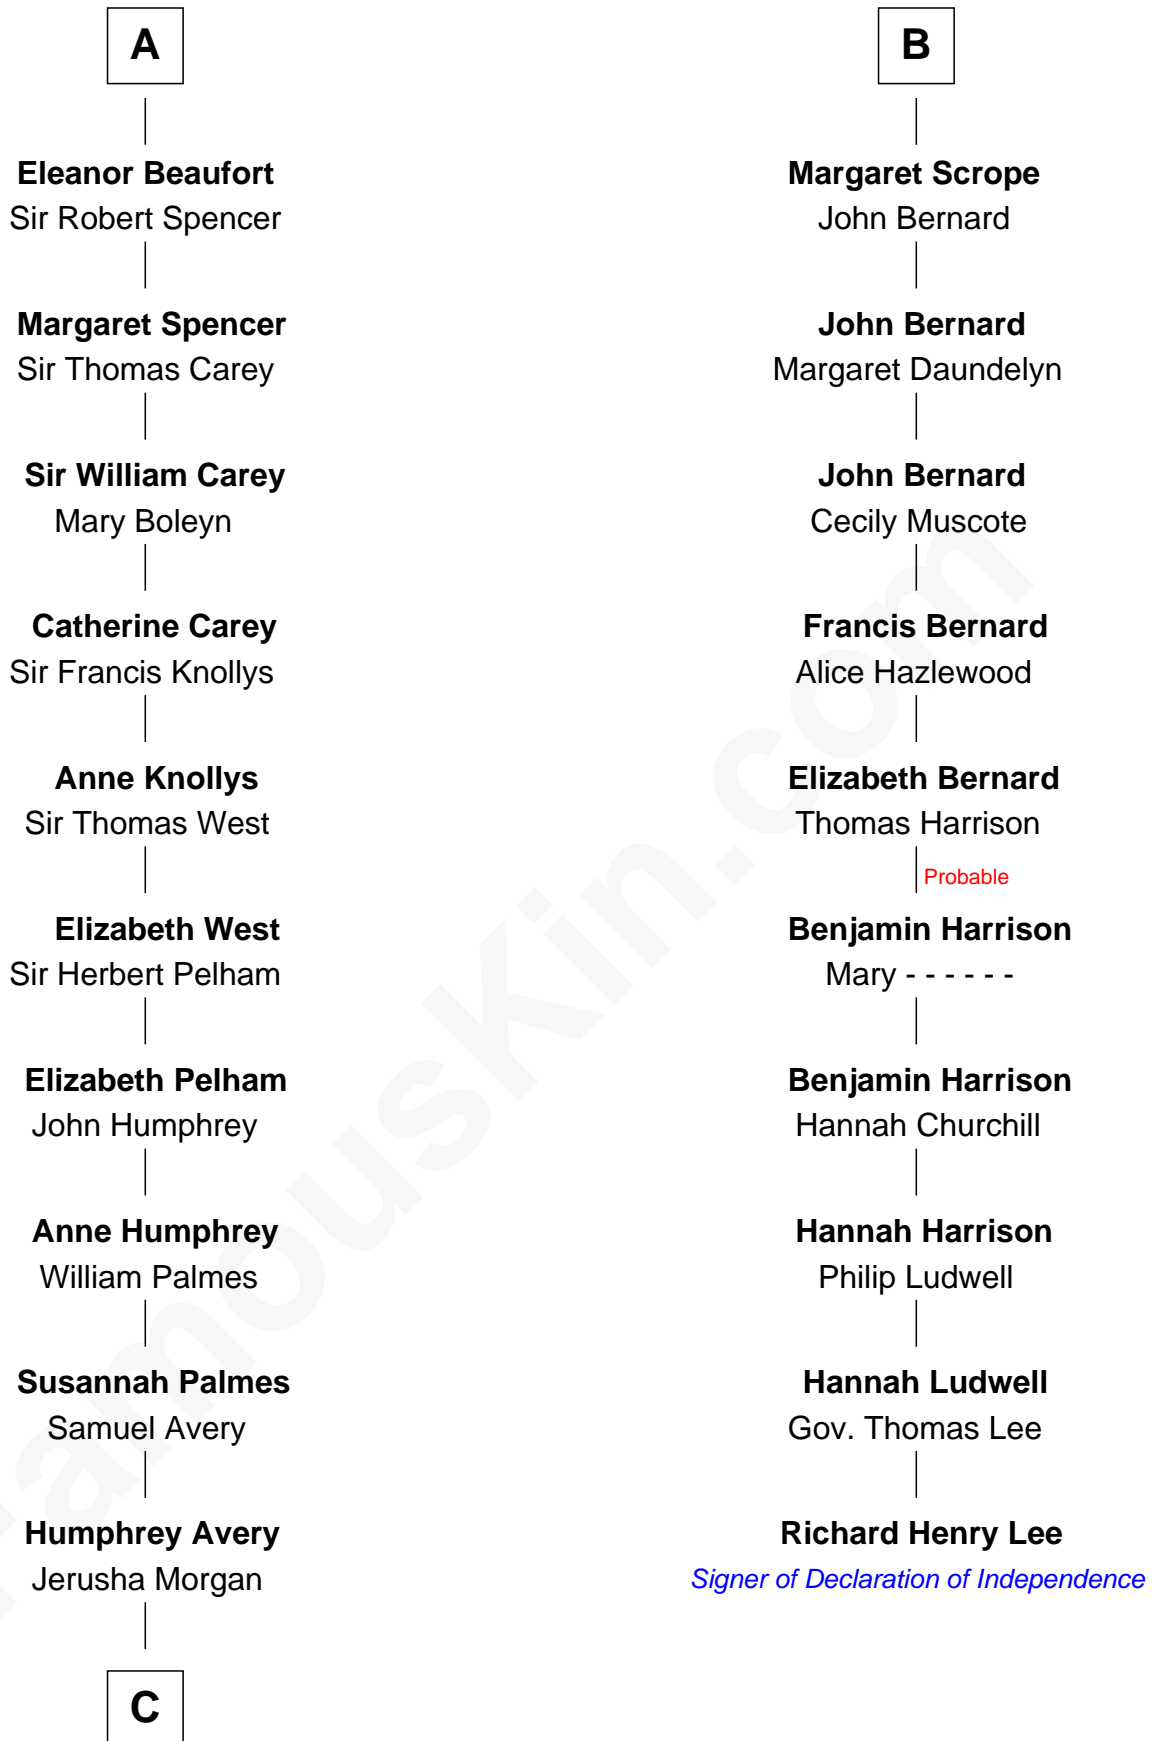 A
Eleanor Beaufort
Sir Robert Spencer
Margaret Spencer
Sir Thomas Carey
Sir William Carey
Mary Boleyn
Catherine Carey
Sir Francis Knollys
Anne Knollys
Sir Thomas West
Elizabeth West
Sir Herbert Pelham
Elizabeth Pelham
John Humphrey
Anne Humphrey
William Palmes
Susannah Palmes
Samuel Avery
Humphrey Avery
Jerusha Morgan
C
B
Margaret Scrope
John Bernard
John Bernard
Margaret Daundelyn
John Bernard
Cecily Muscote
Francis Bernard
Alice Hazlewood
Elizabeth Bernard
Thomas Harrison
Probable
Benjamin Harrison
Mary - - - - - -
Benjamin Harrison
Hannah Churchill
Hannah Harrison
Philip Ludwell
Hannah Ludwell
Gov. Thomas Lee
Richard Henry Lee
Signer of Declaration of Independence
FamousKin.com